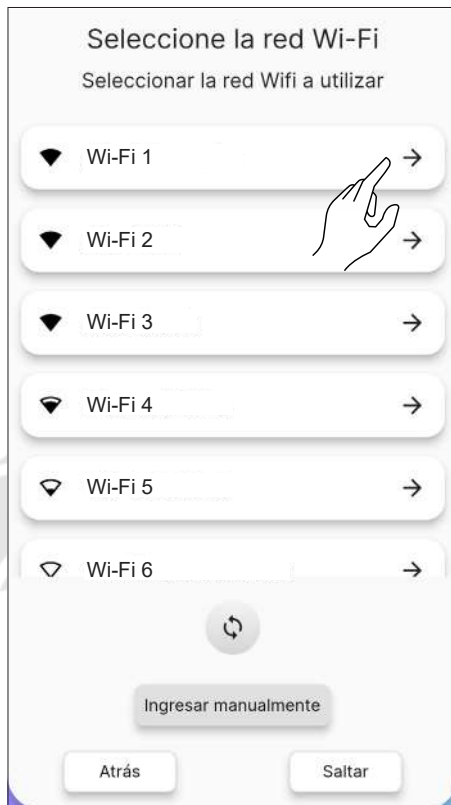 Seleccione la red Wi-Fi
Seleccionar la red Wifi a utilizar
Wi-Fi 1
Wi-Fi 2
Wi-Fi 3
Wi-Fi 4
Wi-Fi 5
Wi-Fi 6
Ingresar manualmente
Atrás
Saltar